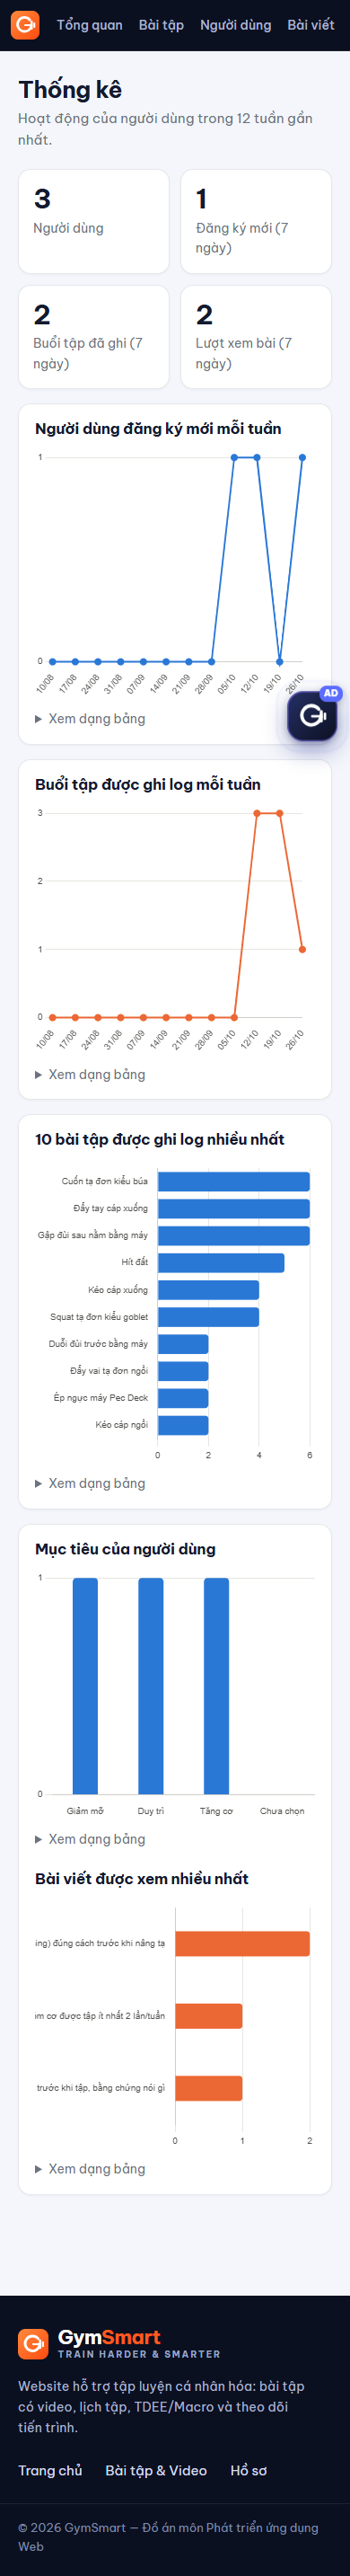 Tổng quan Bài tập Người dùng Bài viết
Thống kê
Hoạt động của người dùng trong 12 tuần gần
nhất.
3
Người dùng
1
Đăng ký mới (7
ngày)
2
Buổi tập đã ghi (7
ngày)
2
Lượt xem bài (7
ngày)
Người dùng đăng ký mới mỗi tuần
1
0
10/08 17/08 24/08 31/08 07/09 14/09 21/09 28/09 05/10 12/10 19/10 26/10
AD
Xem dạng bảng
Buổi tập được ghi log mỗi tuần
3
2
1
0
10/08 17/08 24/08 31/08 07/09 14/09 21/09 28/09 05/10 12/10 19/10 26/10
Xem dạng bảng
10 bài tập được ghi log nhiều nhất
Cuốn tạ đơn kiểu búa
Đẩy tay cáp xuống
Gập đùi sau nằm bằng máy
Hít đất
Kéo cáp xuống
Squat tạ đơn kiểu goblet
Duỗi đùi trước bằng máy
Đẩy vai tạ đơn ngồi
Ép ngực máy Pec Deck
Kéo cáp ngồi
0 2 4 6
Xem dạng bảng
Mục tiêu của người dùng
1
0
Giảm mỡ Duy trì Tăng cơ Chưa chọn
Xem dạng bảng
Bài viết được xem nhiều nhất
ing) đúng cách trước khi nâng tạ
m cơ được tập ít nhất 2 lần/tuần
trước khi tập, bằng chứng nói gì
0 1 2
Xem dạng bảng
GymSmart
TRAIN HARDER & SMARTER
Website hỗ trợ tập luyện cá nhân hóa: bài tập
có video, lịch tập, TDEE/Macro và theo dõi
tiến trình.
Trang chủ Bài tập & Video Hồ sơ
© 2026 GymSmart — Đồ án môn Phát triển ứng dụng
Web